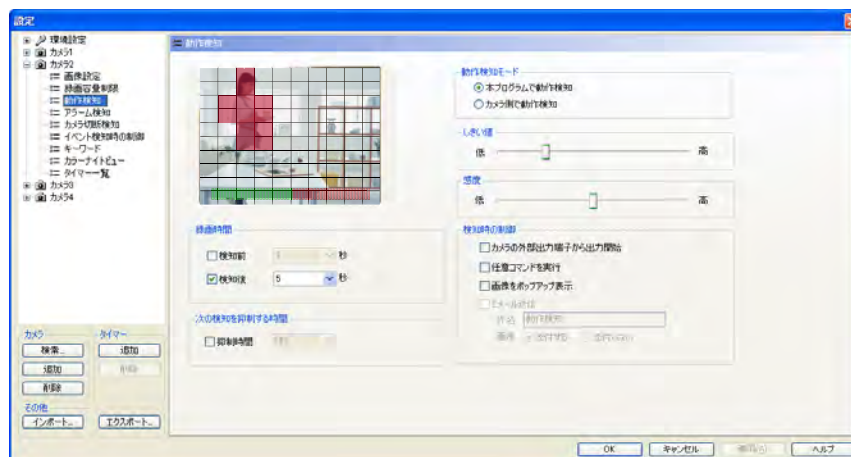 設定
環境設定
カメラ1
カメラ2
画像設定
録画容量制限
動作検知
アラーム検知
カメラ切断検知
イベント検知時の制御
キーワード
カラーナイトビュー
タイマー一覧
カメラ3
カメラ4
カメラ
検索...
追加
削除
タイマー
追加
削除
その他
インポート...
エクスポート...
動作検知
動作検知モード
本プログラムで動作検知
カメラ側で動作検知
しきい値
低
高
感度
低
高
録画時間
検知前
秒
検知後
5
秒
次の検知を抑制する時間
抑制時間
秒
検知時の制御
カメラの外部出力端子から出力開始
任意コマンドを実行
画像をポップアップ表示
件名
動作検知
画像
OK
キャンセル
ヘルプ